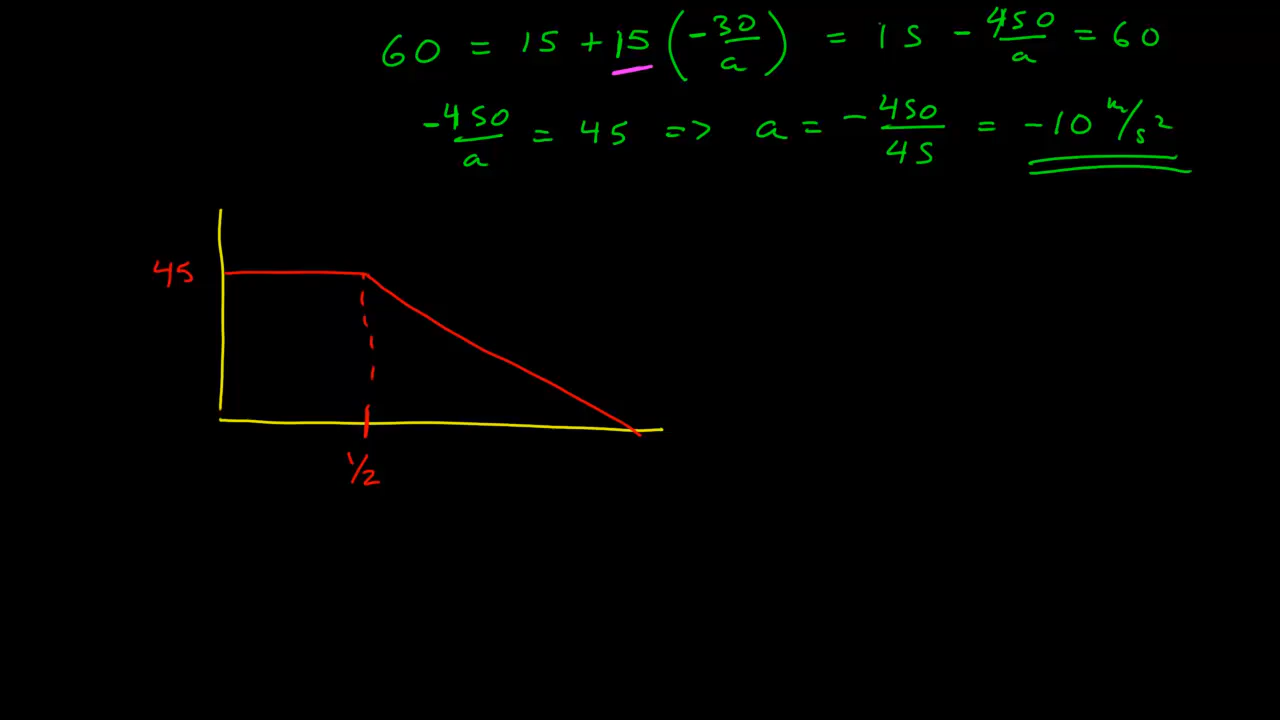 60 = 15 + 15 (-30/a) = 15 - 450/a = 60
-450/a = 45 => a = -450/45 = -10 m/s²
45
1/2